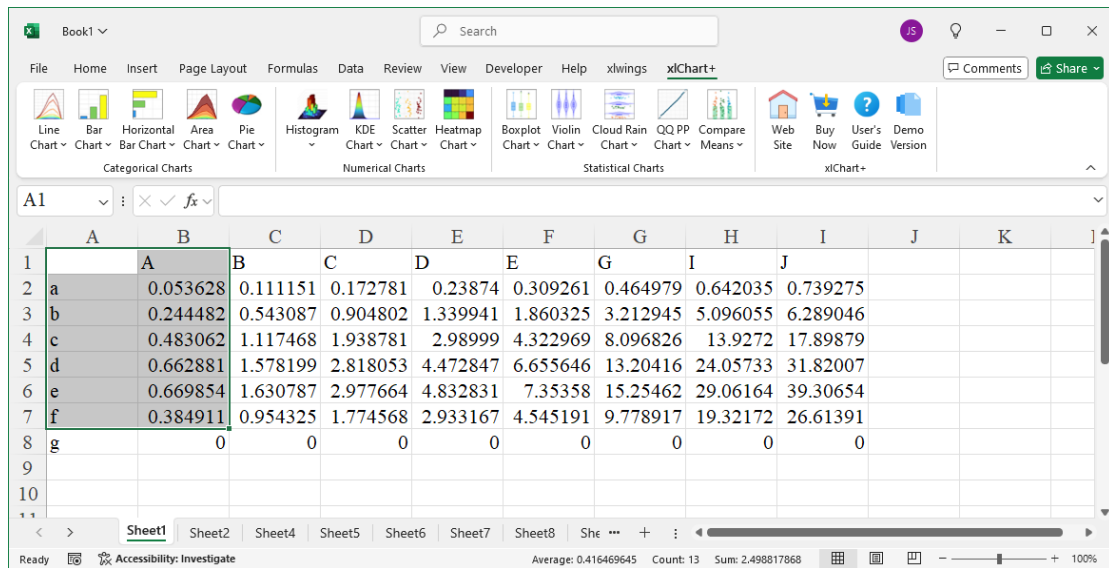 Book1
Search
JS
File Home Insert Page Layout Formulas Data Review View Developer Help xlwings xlChart+ Comments Share
Line Bar Horizontal Area Pie Histogram KDE Scatter Heatmap Boxplot Violin Cloud Rain QQ PP Compare Web Buy User's Demo
Chart Chart Bar Chart Chart Chart Chart Chart Chart Chart Chart Chart Chart Means Site Now Guide Version
Categorical Charts Numerical Charts Statistical Charts xlChart+
A1 fx
A B C D E F G H I J K
1 A B C D E G I J
2 a 0.053628 0.111151 0.172781 0.23874 0.309261 0.464979 0.642035 0.739275
3 b 0.244482 0.543087 0.904802 1.339941 1.860325 3.212945 5.096055 6.289046
4 c 0.483062 1.117468 1.938781 2.98999 4.322969 8.096826 13.9272 17.89879
5 d 0.662881 1.578199 2.818053 4.472847 6.655646 13.20416 24.05733 31.82007
6 e 0.669854 1.630787 2.977664 4.832831 7.35358 15.25462 29.06164 39.30654
7 f 0.384911 0.954325 1.774568 2.933167 4.545191 9.778917 19.32172 26.61391
8 g 0 0 0 0 0 0 0 0
9
10
Sheet1 Sheet2 Sheet4 Sheet5 Sheet6 Sheet7 Sheet8 She ...
Ready Accessibility: Investigate Average: 0.416469645 Count: 13 Sum: 2.498817868 100%